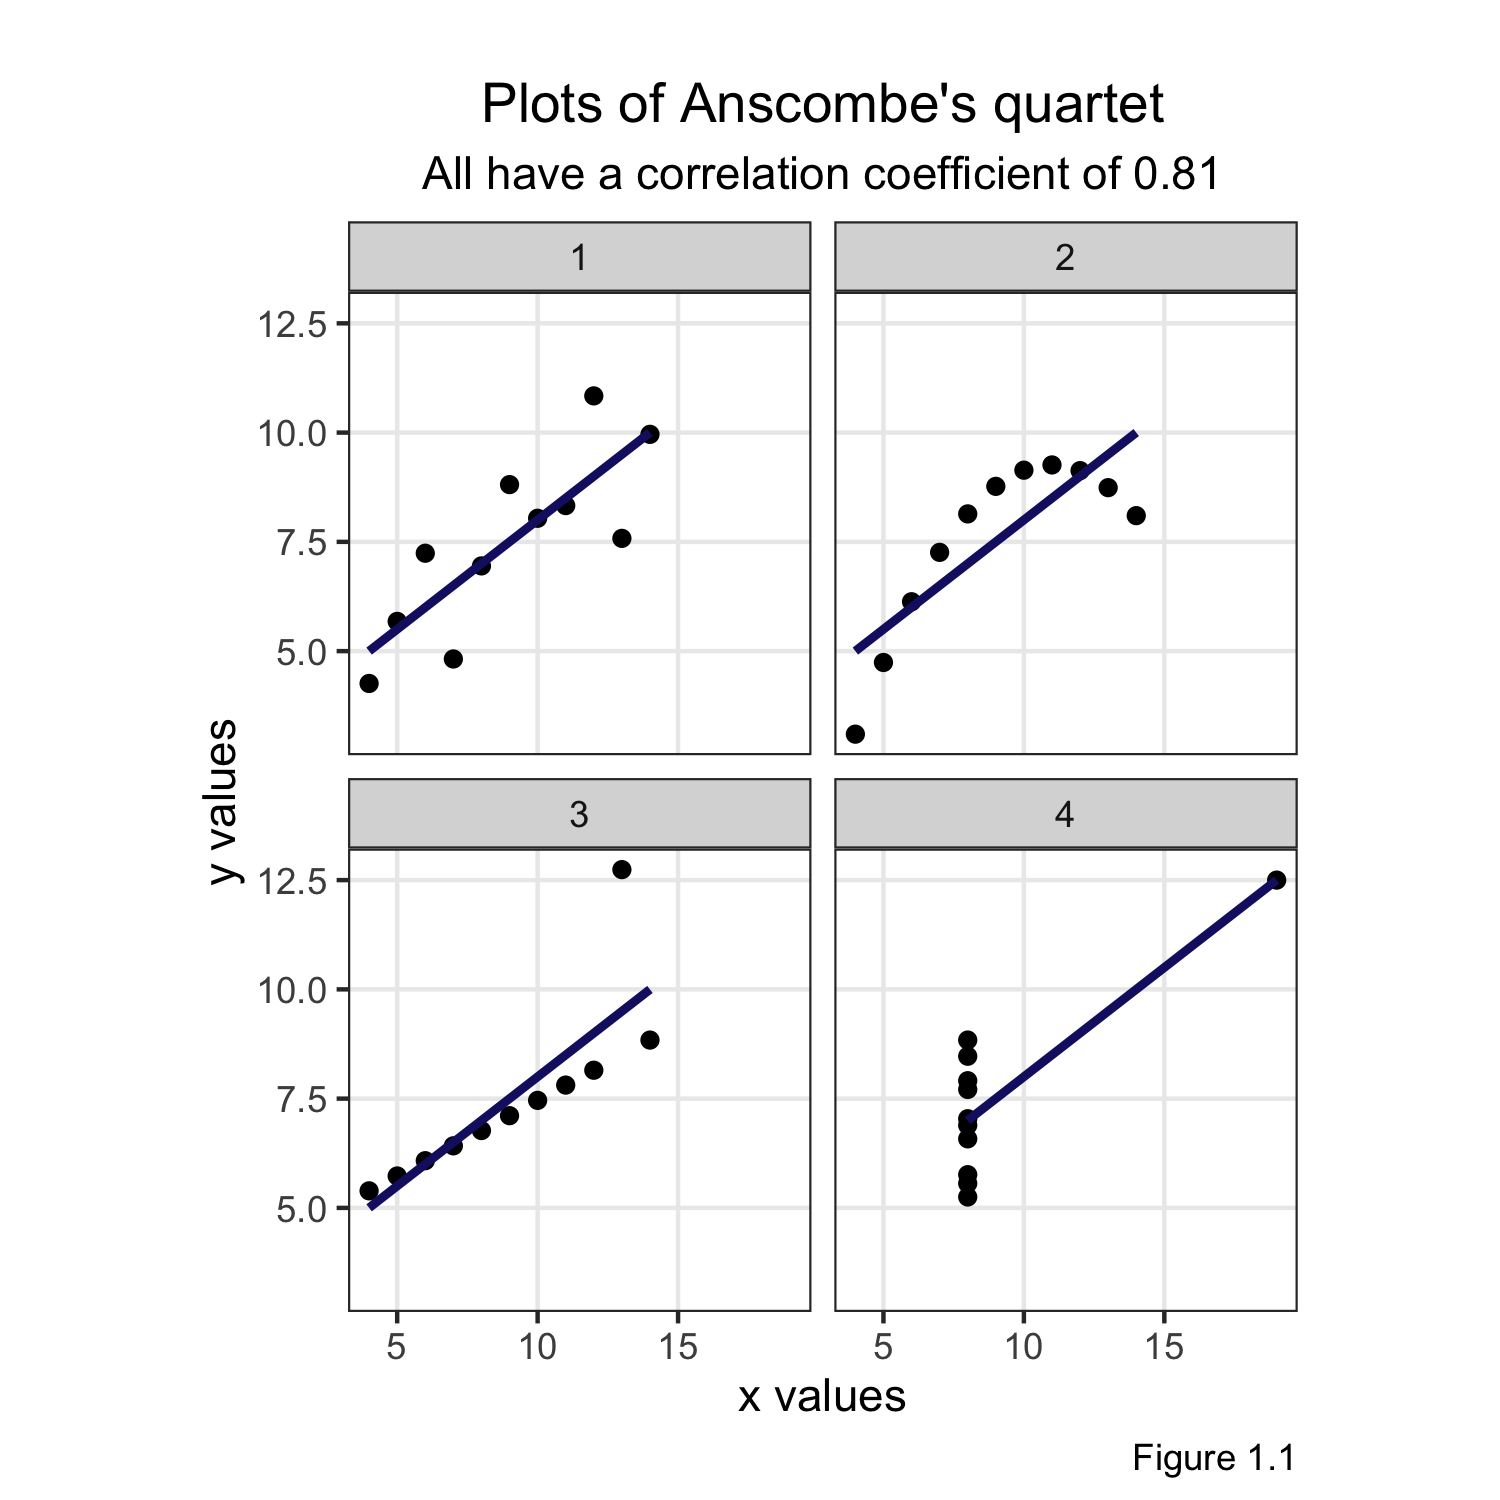 Plots of Anscombe's quartet
All have a correlation coefficient of 0.81
1
2
12.5
10.0
7.5
5.0
y values
3
4
12.5
10.0
7.5
5.0
5 10 15
5 10 15
x values
Figure 1.1